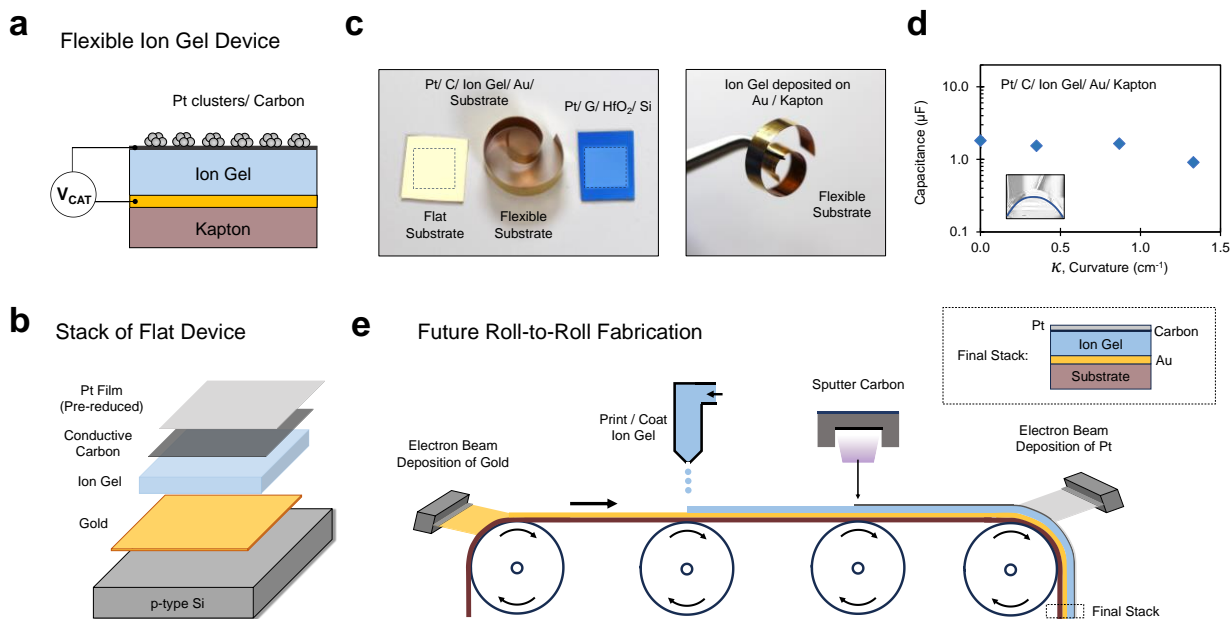 a
Flexible Ion Gel Device
Pt clusters/ Carbon
Ion Gel
V_CAT
Kapton
b
Stack of Flat Device
Pt Film
(Pre-reduced)
Conductive
Carbon
Ion Gel
Gold
p-type Si
c
Pt/ C/ Ion Gel/ Au/
Substrate
Pt/ G/ HfO₂/ Si
Flat
Substrate
Flexible
Substrate
Ion Gel deposited on
Au / Kapton
Flexible
Substrate
d
Pt/ C/ Ion Gel/ Au/ Kapton
Capacitance (µF)
10.0
1.0
0.1
0.0
0.5
1.0
1.5
κ, Curvature (cm⁻¹)
e
Future Roll-to-Roll Fabrication
Final Stack:
Pt
Carbon
Ion Gel
Au
Substrate
Electron Beam
Deposition of Gold
Print / Coat
Ion Gel
Sputter Carbon
Electron Beam
Deposition of Pt
Final Stack